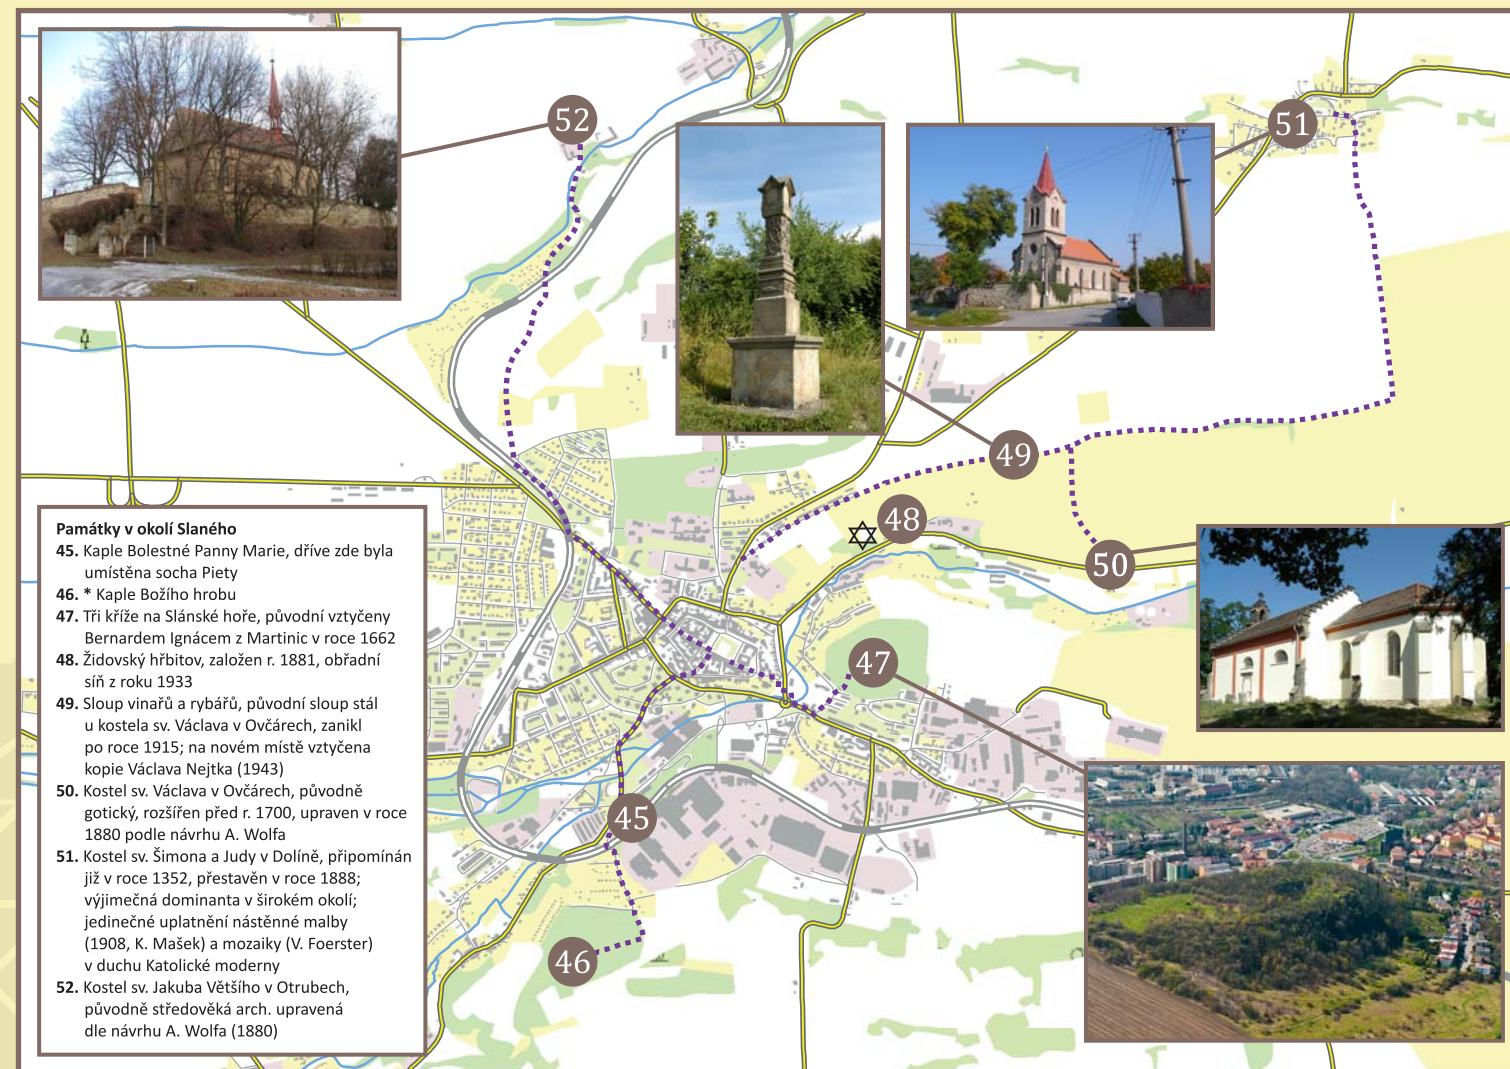 52
51
49
48
50
47
45
46
Památky v okolí Slaného
45. Kaple Bolestné Panny Marie, dříve zde byla
umístěna socha Piety
46. * Kaple Božího hrobu
47. Tři kříže na Slánské hoře, původní vztyčeny
Bernardem Ignácem z Martinic v roce 1662
48. Židovský hřbitov, založen r. 1881, obřadní
síň z roku 1933
49. Sloup vinařů a rybářů, původní sloup stál
u kostela sv. Václava v Ovčárech, zanikl
po roce 1915; na novém místě vztyčena
kopie Václava Nejtka (1943)
50. Kostel sv. Václava v Ovčárech, původně
gotický, rozšířen před r. 1700, upraven v roce
1880 podle návrhu A. Wolfa
51. Kostel sv. Šimona a Judy v Dolíně, připomínán
již v roce 1352, přestavěn v roce 1888;
výjimečná dominanta v širokém okolí;
jedinečné uplatnění nástěnné malby
(1908, K. Mašek) a mozaiky (V. Foerster)
v duchu Katolické moderny
52. Kostel sv. Jakuba Většího v Otrubech,
původně středověká arch. upravená
dle návrhu A. Wolfa (1880)